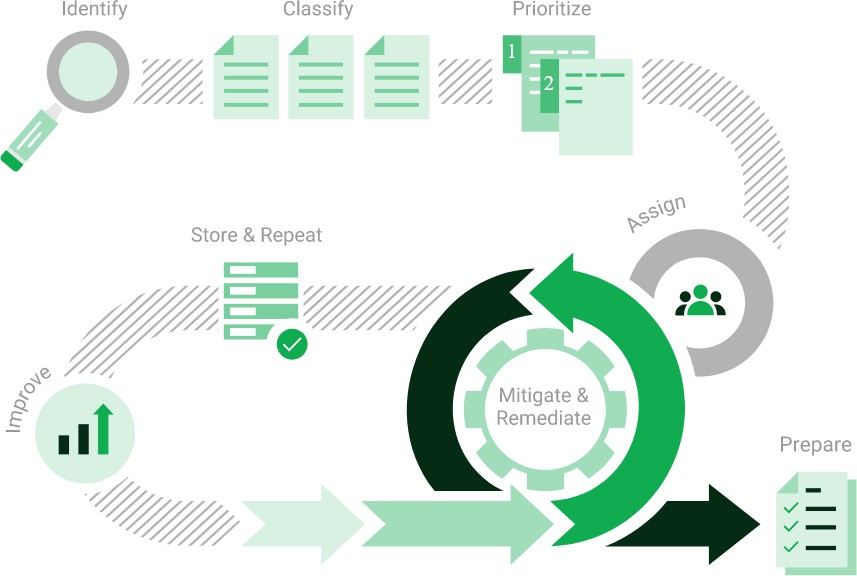 Identify
Classify
Prioritize
1
2
Assign
Store & Repeat
Mitigate &
Remediate
Improve
Prepare